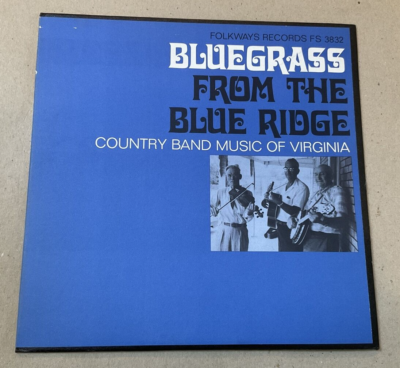 FOLKWAYS RECORDS FS 3832
BLUEGRASS
FROM THE
BLUE RIDGE
COUNTRY BAND MUSIC OF VIRGINIA